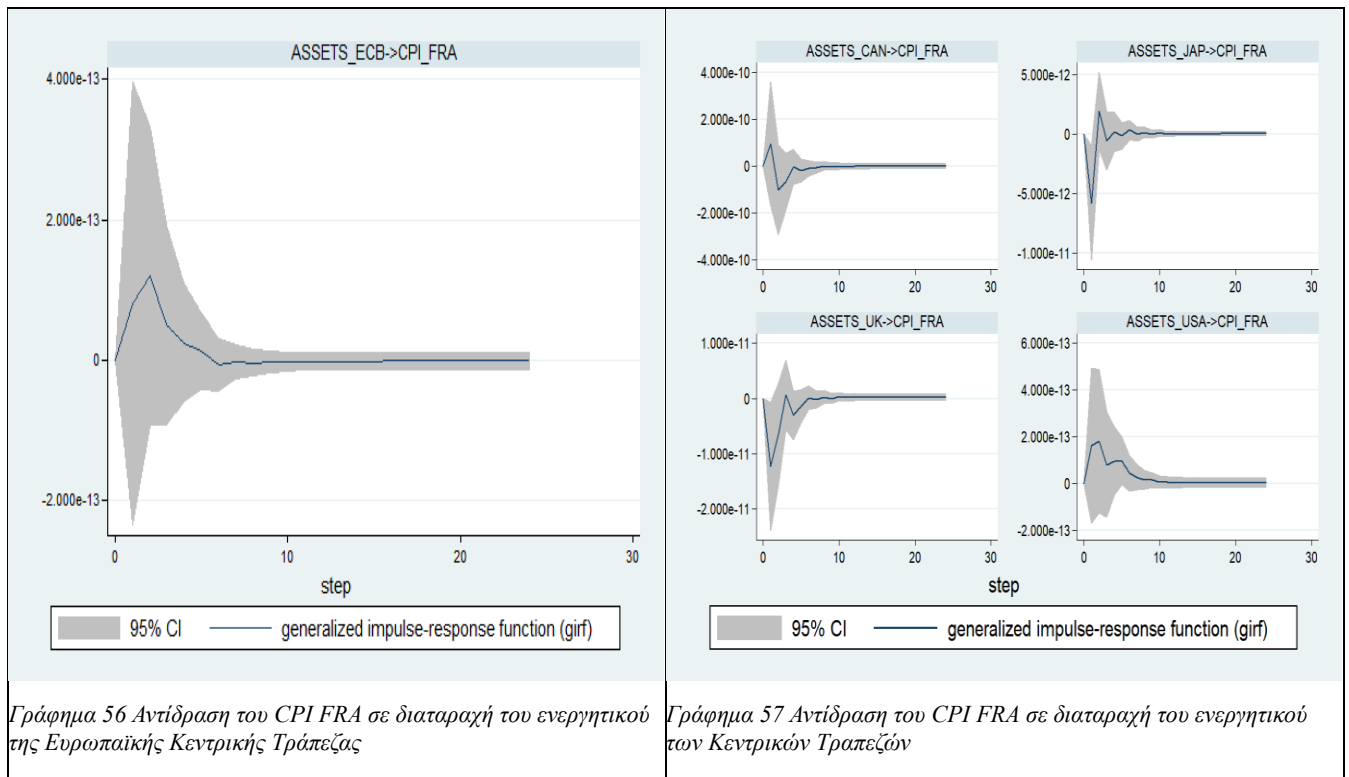 ASSETS_ECB->CPI_FRA
4.000e-13
2.000e-13
0
-2.000e-13
0 10 20 30
step
95% CI generalized impulse-response function (girf)
Γράφημα 56 Αντίδραση του CPI FRA σε διαταραχή του ενεργητικού
της Ευρωπαϊκής Κεντρικής Τράπεζας
ASSETS_CAN->CPI_FRA
4.000e-10
2.000e-10
0
-2.000e-10
-4.000e-10
0 10 20 30
ASSETS_JAP->CPI_FRA
5.000e-12
0
-5.000e-12
-1.000e-11
0 10 20 30
ASSETS_UK->CPI_FRA
1.000e-11
0
-1.000e-11
-2.000e-11
0 10 20 30
ASSETS_USA->CPI_FRA
6.000e-13
4.000e-13
2.000e-13
0
-2.000e-13
0 10 20 30
step
95% CI generalized impulse-response function (girf)
Γράφημα 57 Αντίδραση του CPI FRA σε διαταραχή του ενεργητικού
των Κεντρικών Τραπεζών